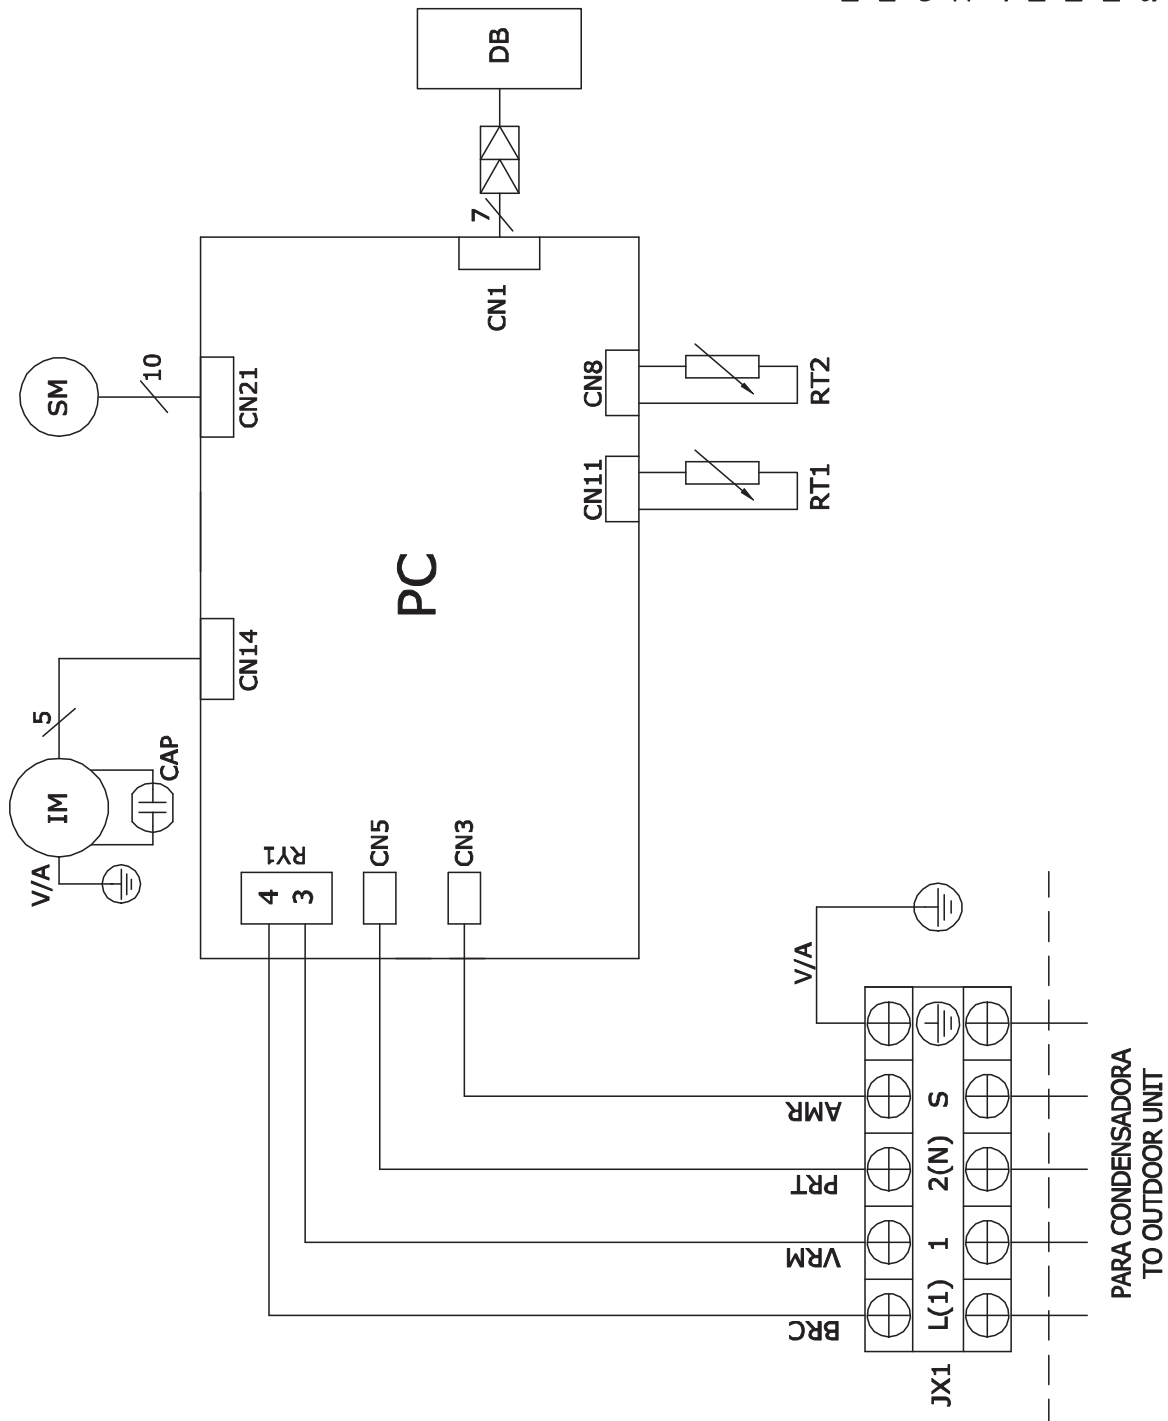 DB
7
CN1
SM
10
CN21
CN8
RT2
CN11
RT1
PC
CN14
5
IM
CAP
V/A
RY1
4
3
CN5
CN3
V/A
AMR
PRT
VRM
BRC
S
2(N)
1
L(1)
JX1
PARA CONDENSADORA
TO OUTDOOR UNIT